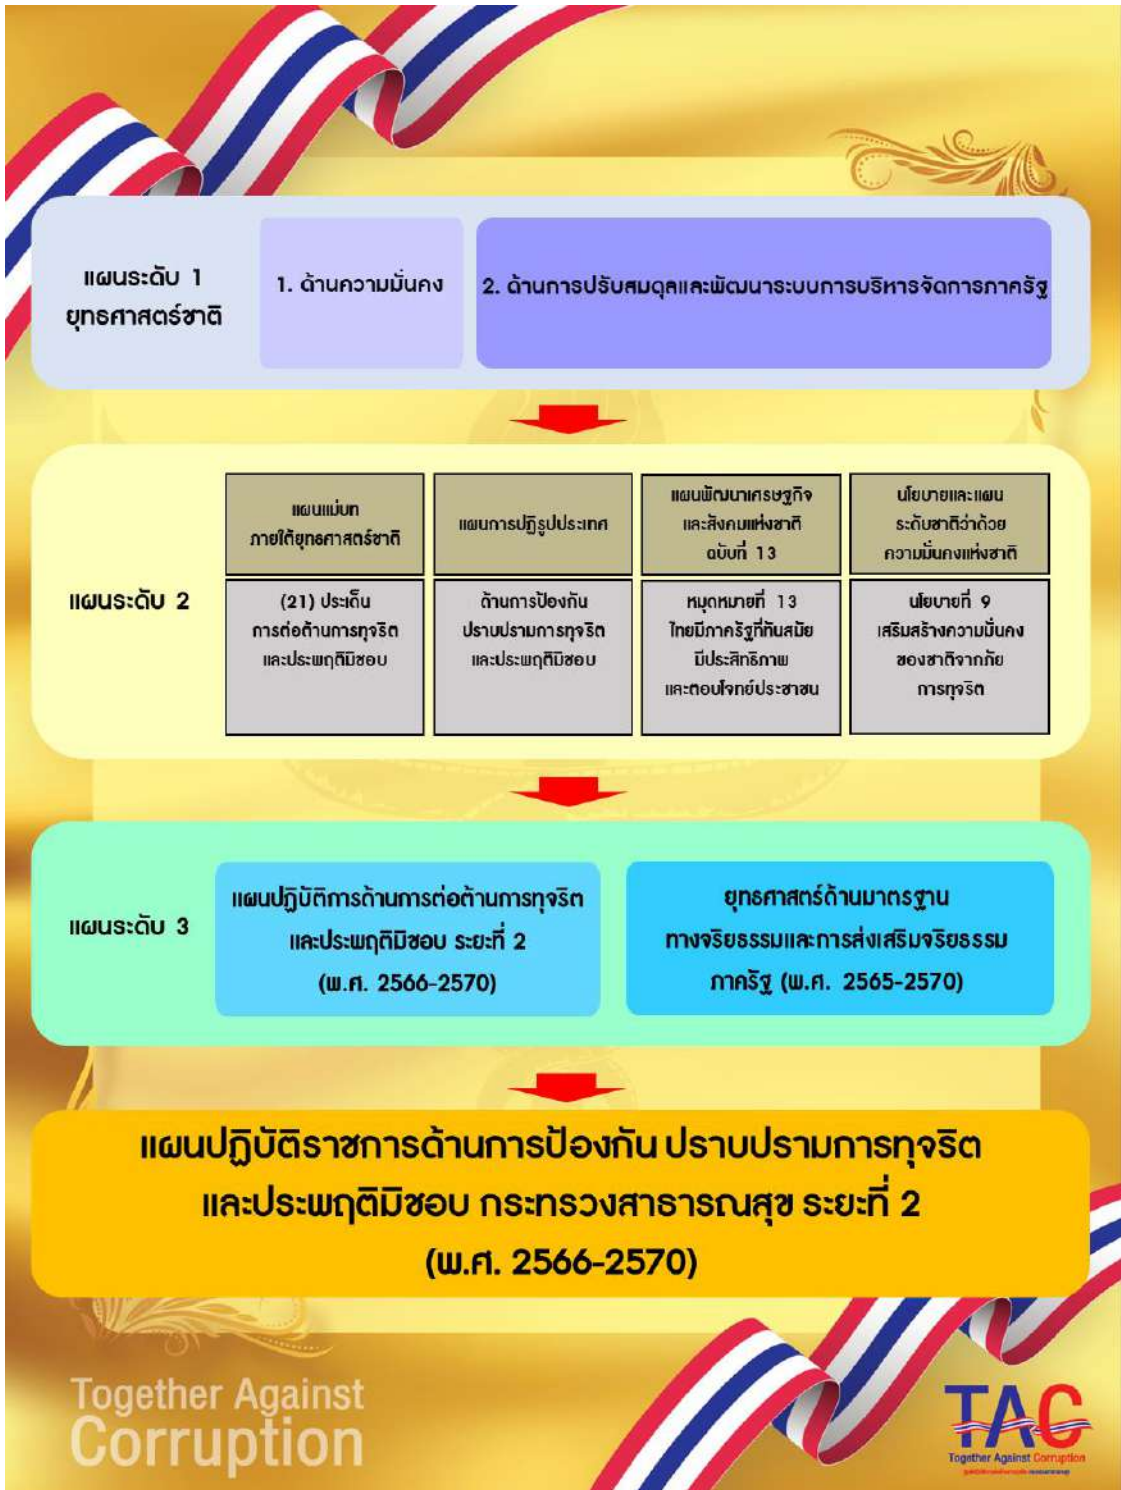 แผนระดับ 1
ยุทธศาสตร์ชาติ
1. ด้านความมั่นคง
2. ด้านการปรับสมดุลและพัฒนาระบบการบริหารจัดการภาครัฐ
แผนระดับ 2
แผนแม่บท
ภายใต้ยุทธศาสตร์ชาติ
แผนการปฏิรูปประเทศ
แผนพัฒนาเศรษฐกิจ
และสังคมแห่งชาติ
ฉบับที่ 13
นโยบายและแผน
ระดับชาติว่าด้วย
ความมั่นคงแห่งชาติ
(21) ประเด็น
การต่อต้านการทุจริต
และประพฤติมิชอบ
ด้านการป้องกัน
ปราบปรามการทุจริต
และประพฤติมิชอบ
หมุดหมายที่ 13
ไทยมีภาครัฐที่ทันสมัย
มีประสิทธิภาพ
และตอบโจทย์ประชาชน
นโยบายที่ 9
เสริมสร้างความมั่นคง
ของชาติจากภัย
การทุจริต
แผนระดับ 3
แผนปฏิบัติการด้านการต่อต้านการทุจริต
และประพฤติมิชอบ ระยะที่ 2
(พ.ศ. 2566-2570)
ยุทธศาสตร์ด้านมาตรฐาน
ทางจริยธรรมและการส่งเสริมจริยธรรม
ภาครัฐ (พ.ศ. 2565-2570)
แผนปฏิบัติราชการด้านการป้องกัน ปราบปรามการทุจริต
และประพฤติมิชอบ กระทรวงสาธารณสุข ระยะที่ 2
(พ.ศ. 2566-2570)
Together Against
Corruption
TAC
Together Against Corruption